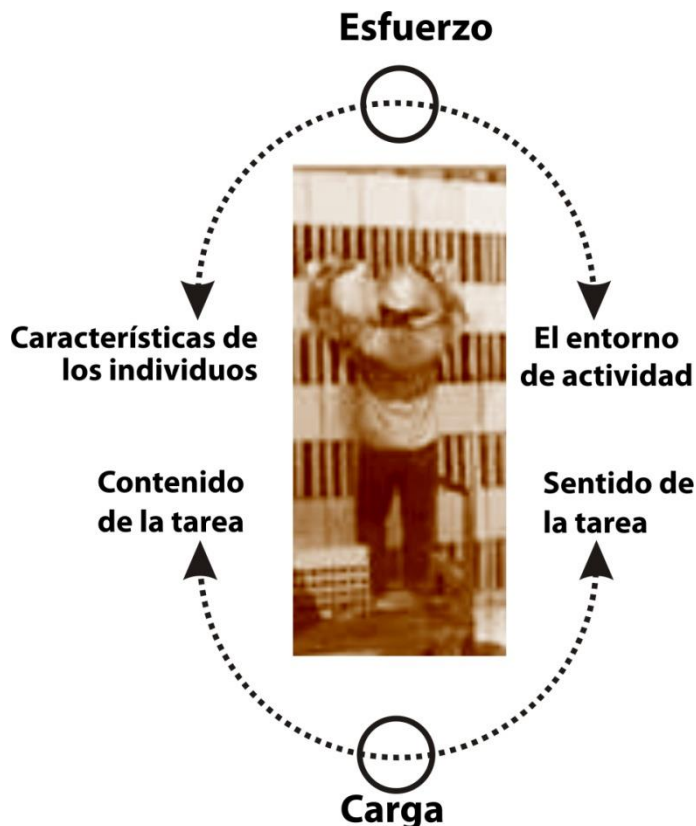 Esfuerzo
Características de
los individuos
El entorno
de actividad
Contenido
de la tarea
Sentido de
la tarea
Carga